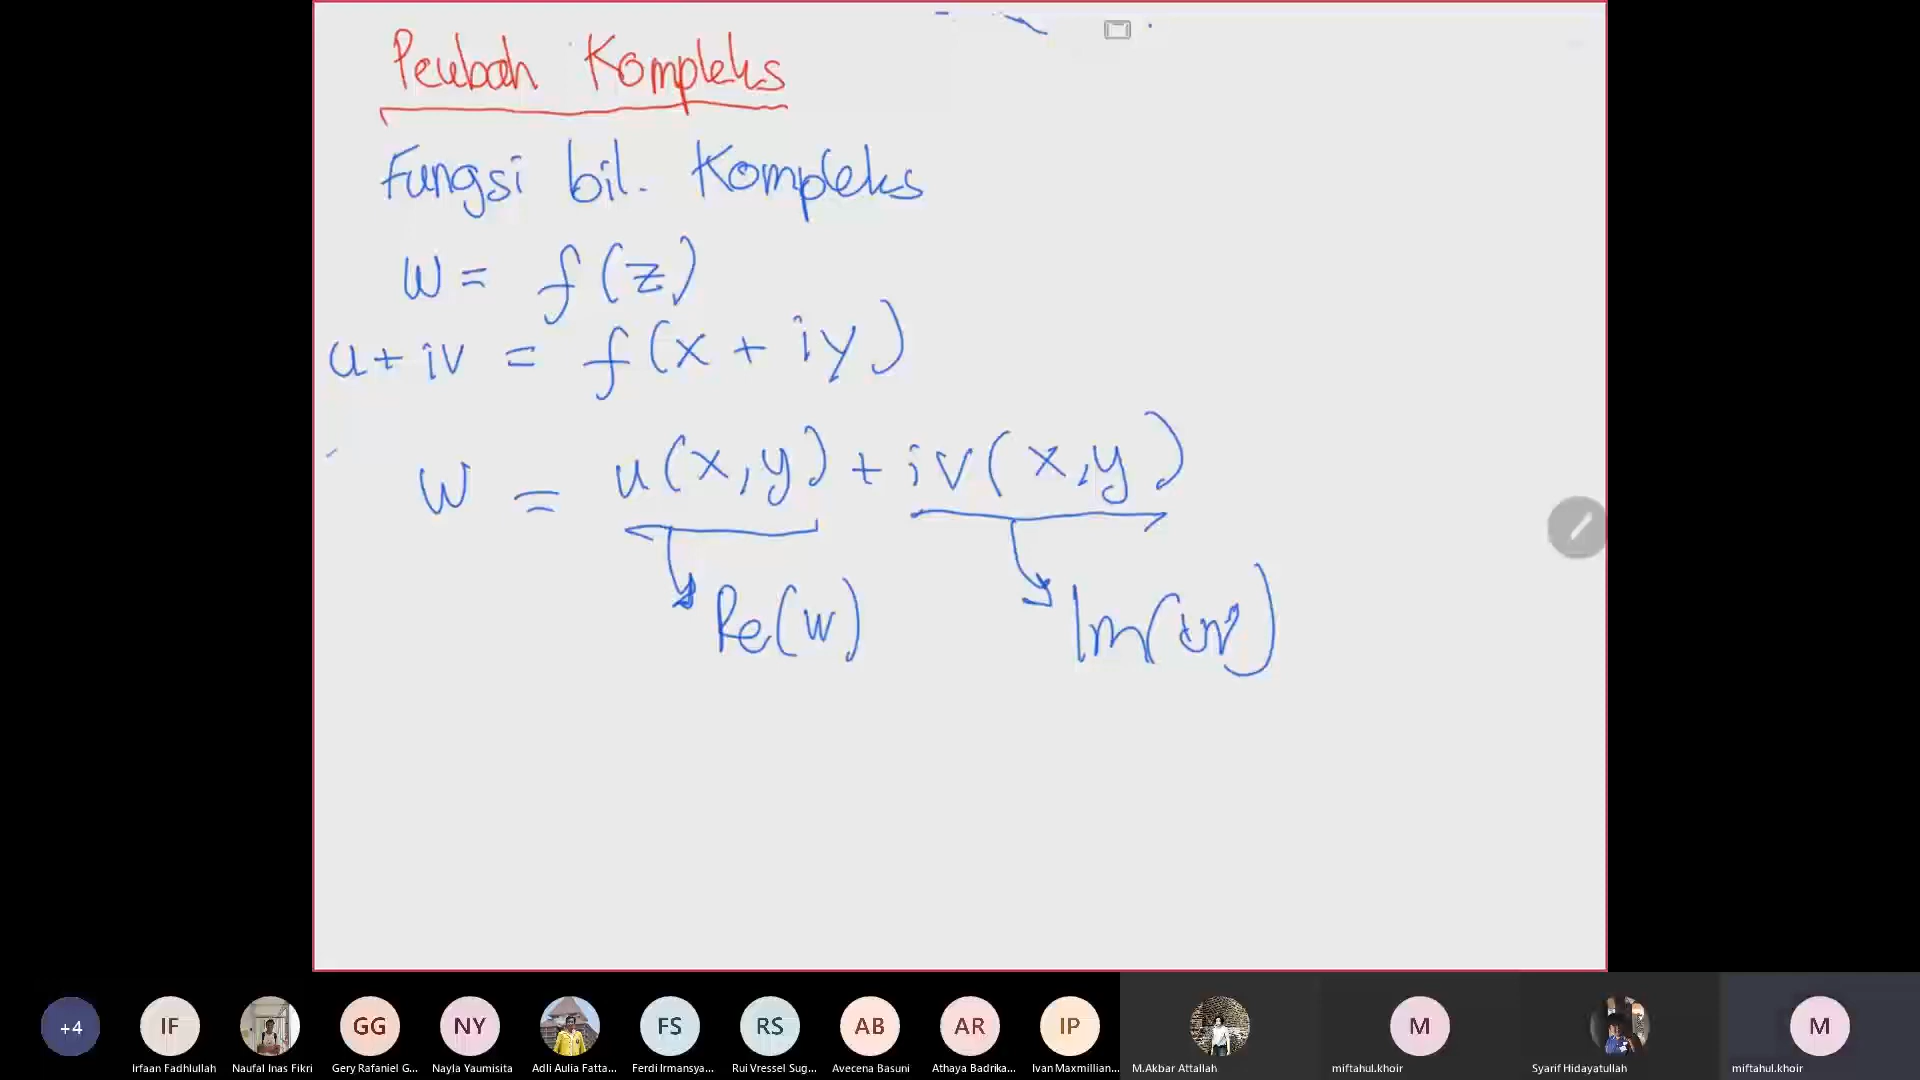 Peubah Kompleks
Fungsi bil. Kompleks
w = f(z)
u + iv = f(x + iy)
w = u(x,y) + iv(x,y)
Re(w) Im(w)
+4 IF GG NY FS RS AB AR IP M M
Irfaan Fadhlullah Naufal Inas Fikri Gery Rafaniel G... Nayla Yaumisita Adli Aulia Fatta... Ferdi Irmansya... Rui Vressel Sug... Avecena Basuni Athaya Badrika... Ivan Maxmillian... M.Akbar Attallah miftahul.khoir Syarif Hidayatullah miftahul.khoir